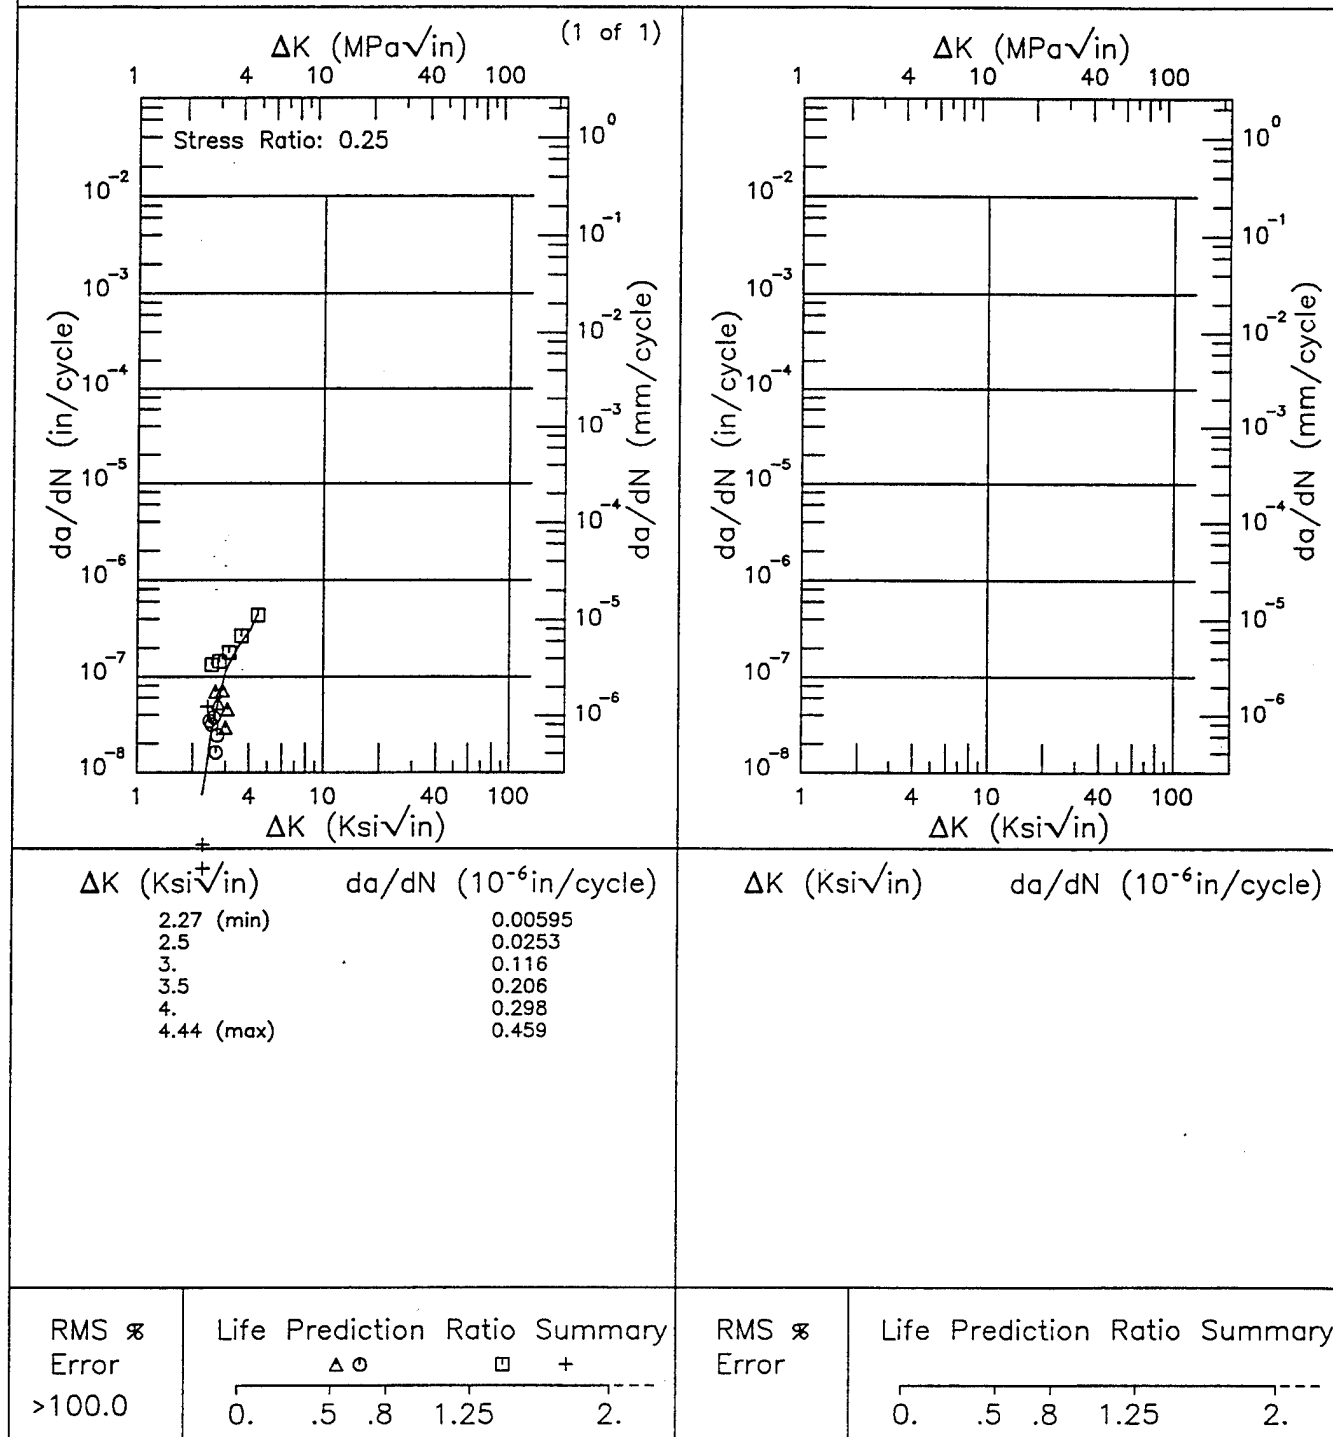 (1 of 1)
ΔK (MPa√in)
1 4 10 40 100
Stress Ratio: 0.25
10⁰
10⁻²
10⁻¹
10⁻³
10⁻²
10⁻⁴
10⁻³
10⁻⁵
10⁻⁴
10⁻⁶
10⁻⁵
10⁻⁷
10⁻⁶
10⁻⁸
da/dN (in/cycle)
da/dN (mm/cycle)
1 4 10 40 100
ΔK (Ksi√in)
ΔK (MPa√in)
1 4 10 40 100
10⁰
10⁻²
10⁻¹
10⁻³
10⁻²
10⁻⁴
10⁻³
10⁻⁵
10⁻⁴
10⁻⁶
10⁻⁵
10⁻⁷
10⁻⁶
10⁻⁸
da/dN (in/cycle)
da/dN (mm/cycle)
1 4 10 40 100
ΔK (Ksi√in)
ΔK (Ksi√in) da/dN (10⁻⁶in/cycle)
2.27 (min) 0.00595
2.5 0.0253
3. 0.116
3.5 0.206
4. 0.298
4.44 (max) 0.459
ΔK (Ksi√in) da/dN (10⁻⁶in/cycle)
RMS %
Error
>100.0
Life Prediction Ratio Summary
0. .5 .8 1.25 2.
RMS %
Error
Life Prediction Ratio Summary
0. .5 .8 1.25 2.